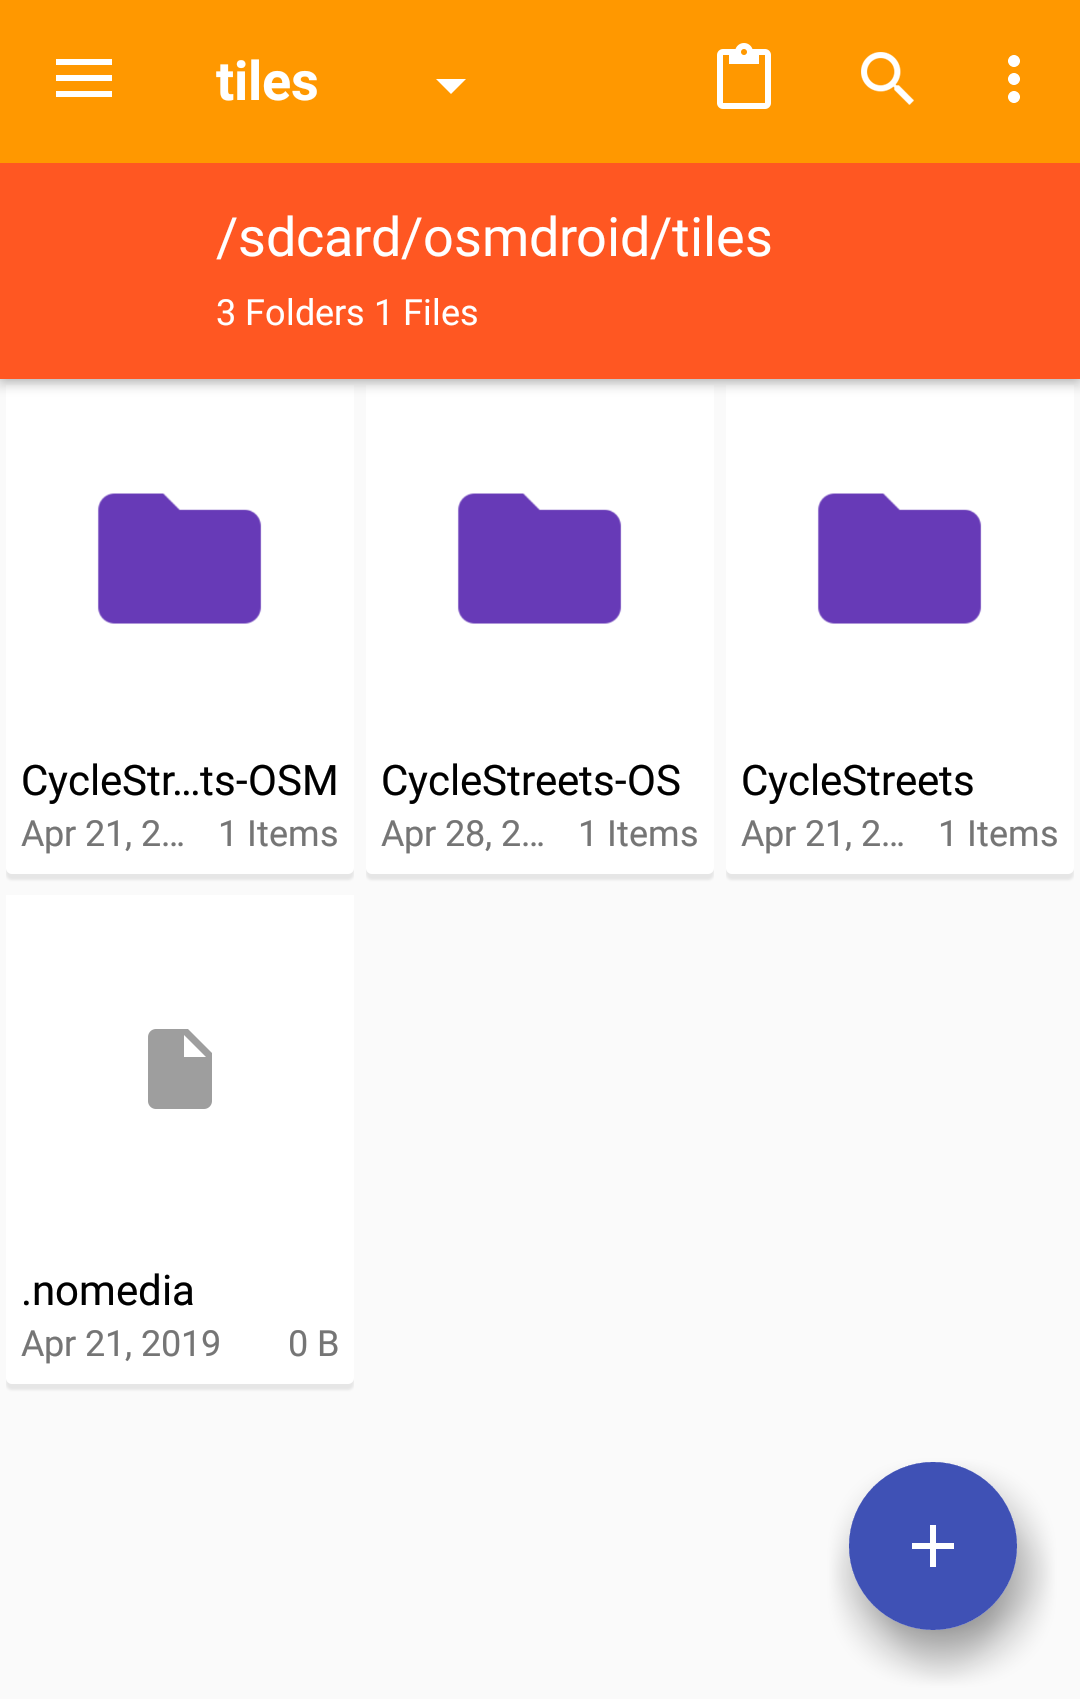 tiles
/sdcard/osmdroid/tiles
3 Folders 1 Files
CycleStr...ts-OSM
Apr 21, 2... 1 Items
CycleStreets-OS
Apr 28, 2... 1 Items
CycleStreets
Apr 21, 2... 1 Items
.nomedia
Apr 21, 2019 0 B